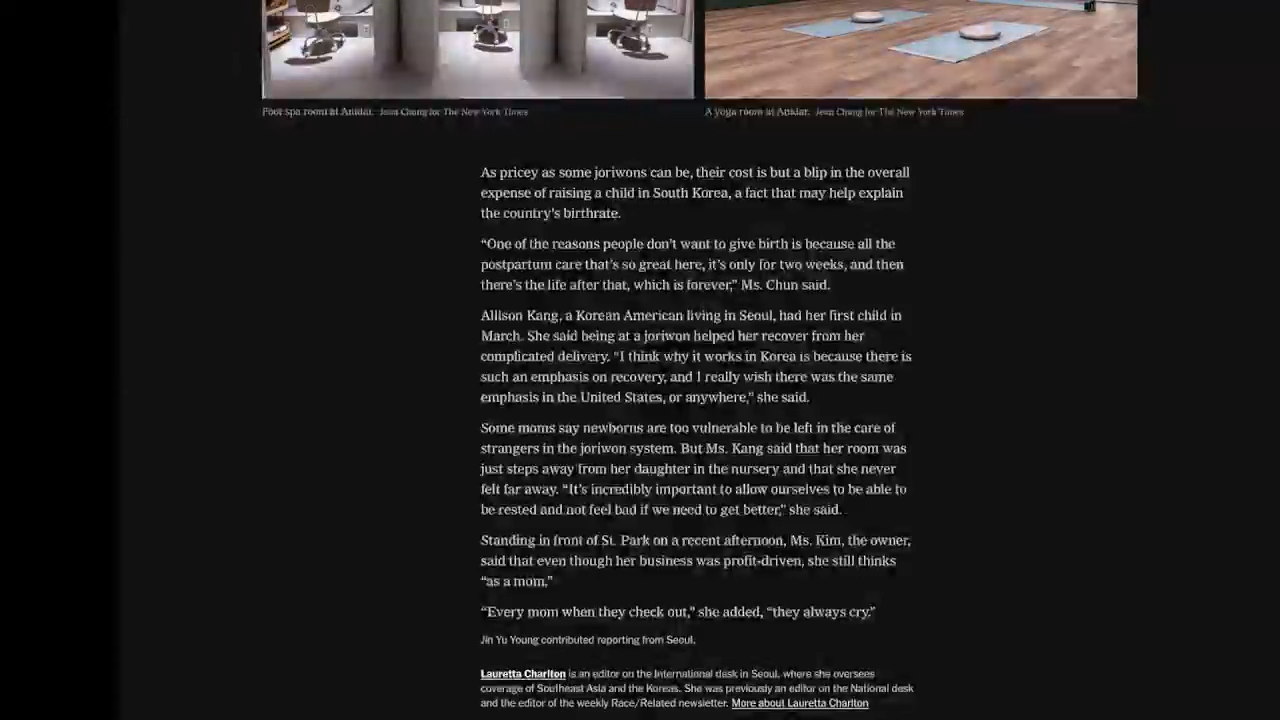 Foot spa room at Anidar. Jean Chung for The New York Times
A yoga room at Anidar. Jean Chung for The New York Times
As pricey as some joriwons can be, their cost is but a blip in the overall
expense of raising a child in South Korea, a fact that may help explain
the country’s birthrate.
“One of the reasons people don’t want to give birth is because all the
postpartum care that’s so great here, it’s only for two weeks, and then
there’s the life after that, which is forever,” Ms. Chun said.
Allison Kang, a Korean American living in Seoul, had her first child in
March. She said being at a joriwon helped her recover from her
complicated delivery. “I think why it works in Korea is because there is
such an emphasis on recovery, and I really wish there was the same
emphasis in the United States, or anywhere,” she said.
Some moms say newborns are too vulnerable to be left in the care of
strangers in the joriwon system. But Ms. Kang said that her room was
just steps away from her daughter in the nursery and that she never
felt far away. “It’s incredibly important to allow ourselves to be able to
be rested and not feel bad if we need to get better,” she said.
Standing in front of St. Park on a recent afternoon, Ms. Kim, the owner,
said that even though her business was profit-driven, she still thinks
“as a mom.”
“Every mom when they check out,” she added, “they always cry.”
Jin Yu Young contributed reporting from Seoul.
Lauretta Charlton is an editor on the International desk in Seoul, where she oversees
coverage of Southeast Asia and the Koreas. She was previously an editor on the National desk
and the editor of the weekly Race/Related newsletter. More about Lauretta Charlton